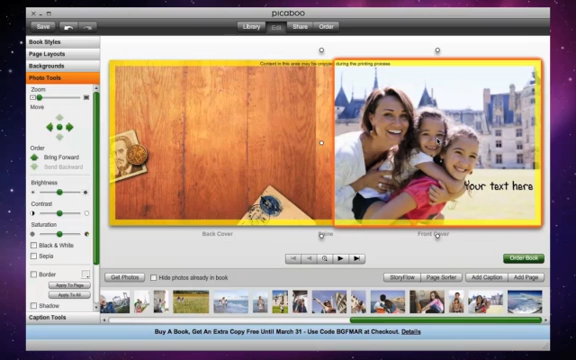 picaboo
Save
Library Edit Share Order
Book Styles
Page Layouts
Backgrounds
Photo Tools
Zoom
Move
Order
Bring Forward
Send Backward
Brightness
Contrast
Saturation
Black & White
Sepia
Border
Apply To Page
Apply To All
Shadow
Caption Tools
Content in this area may be cropped during the printing process
Your text here
Back Cover Spine Front Cover
Order Book
Get Photos Hide photos already in book StoryFlow Page Sorter Add Caption Add Page
Buy A Book, Get An Extra Copy Free Until March 31 - Use Code BGFMAR at Checkout. Details